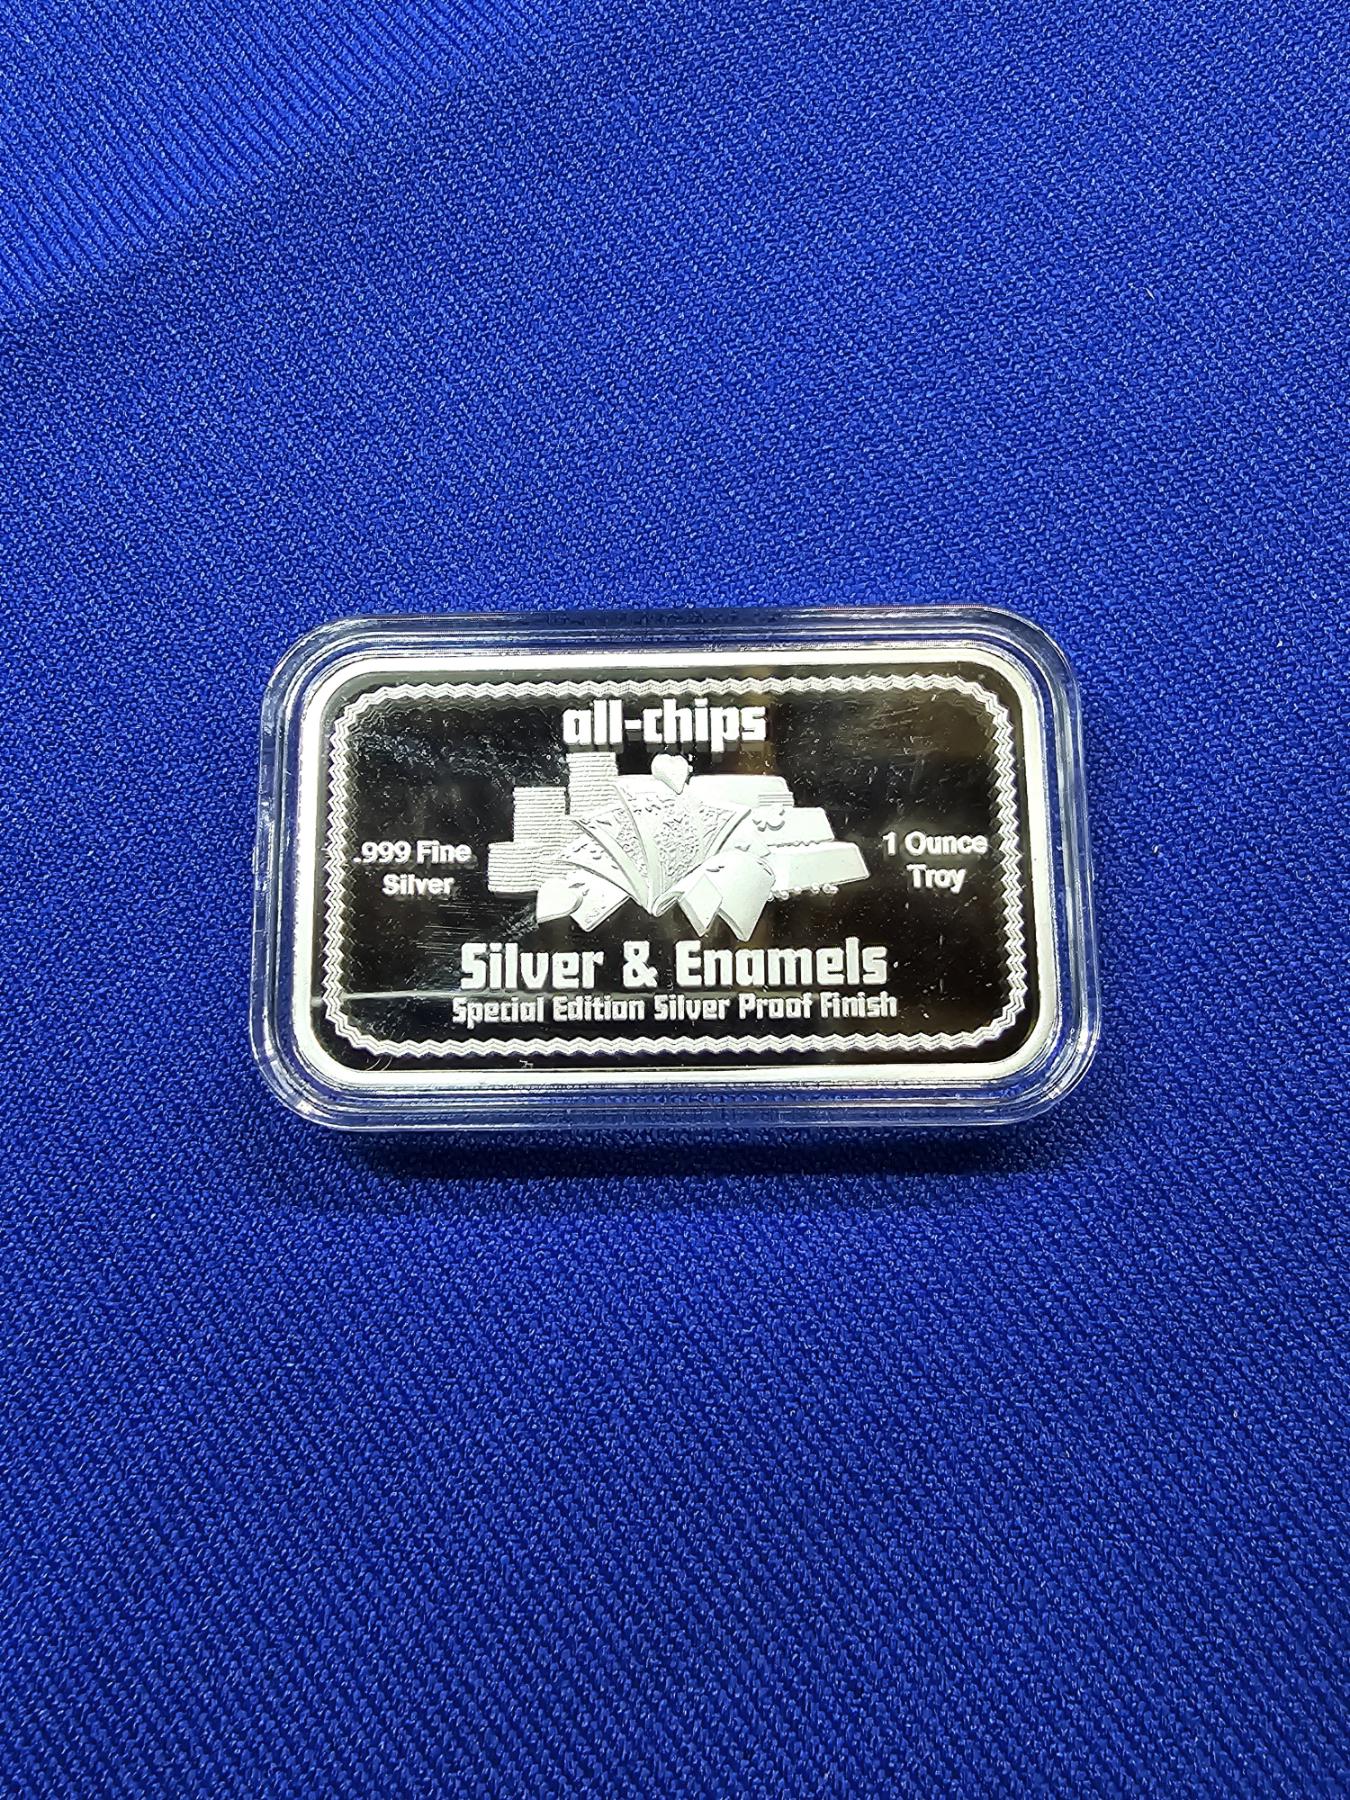 all-chips
.999 Fine
Silver
1 Ounce
Troy
Silver & Enamels
Special Edition Silver Proof Finish